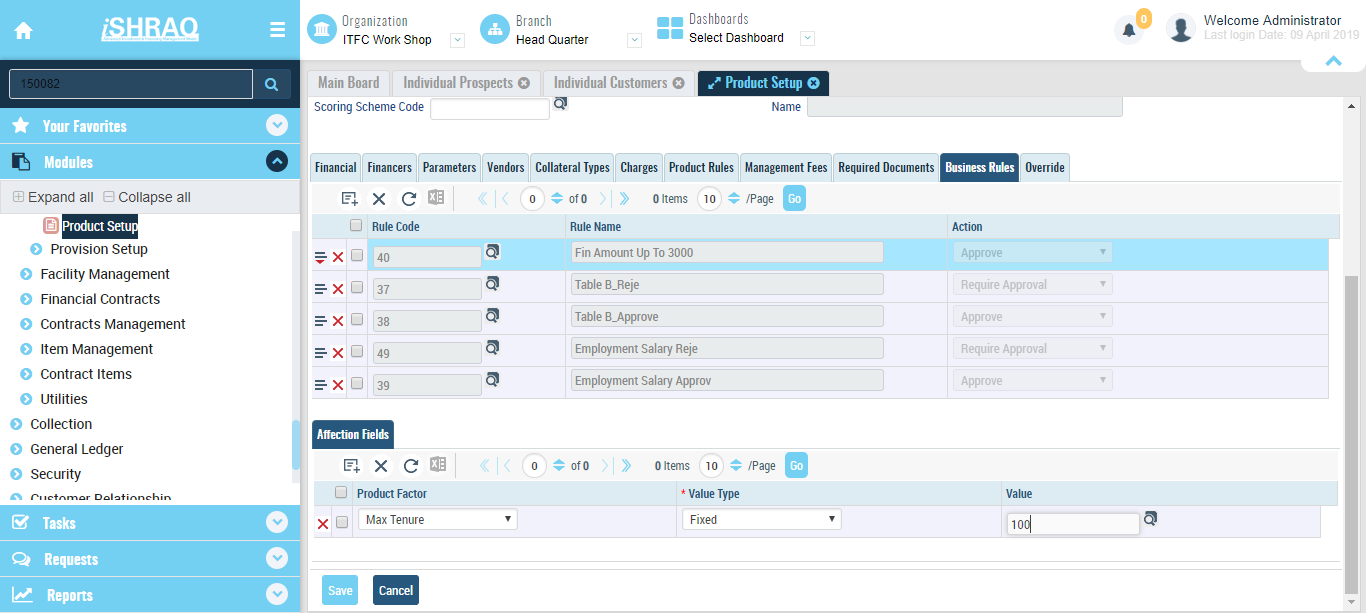 iSHRAQ
Organization
ITFC Work Shop
Branch
Head Quarter
Dashboards
Select Dashboard
0
Welcome Administrator
Last login Date: 09 April 2019
150082
Your Favorites
Modules
Expand all Collapse all
Product Setup
Provision Setup
Facility Management
Financial Contracts
Contracts Management
Item Management
Contract Items
Utilities
Collection
General Ledger
Security
Customer Relationship
Tasks
Requests
Reports
Main Board Individual Prospects Individual Customers Product Setup
Scoring Scheme Code Name
Financial Financers Parameters Vendors Collateral Types Charges Product Rules Management Fees Required Documents Business Rules Override
0 of 0 0 Items 10 /Page Go
Rule Code Rule Name Action
40 Fin Amount Up To 3000 Approve
37 Table B_Reje Require Approval
38 Table B_Approve Approve
49 Employment Salary Reje Require Approval
39 Employment Salary Approv Approve
Affection Fields
0 of 0 0 Items 10 /Page Go
Product Factor * Value Type Value
Max Tenure Fixed 100
Save Cancel